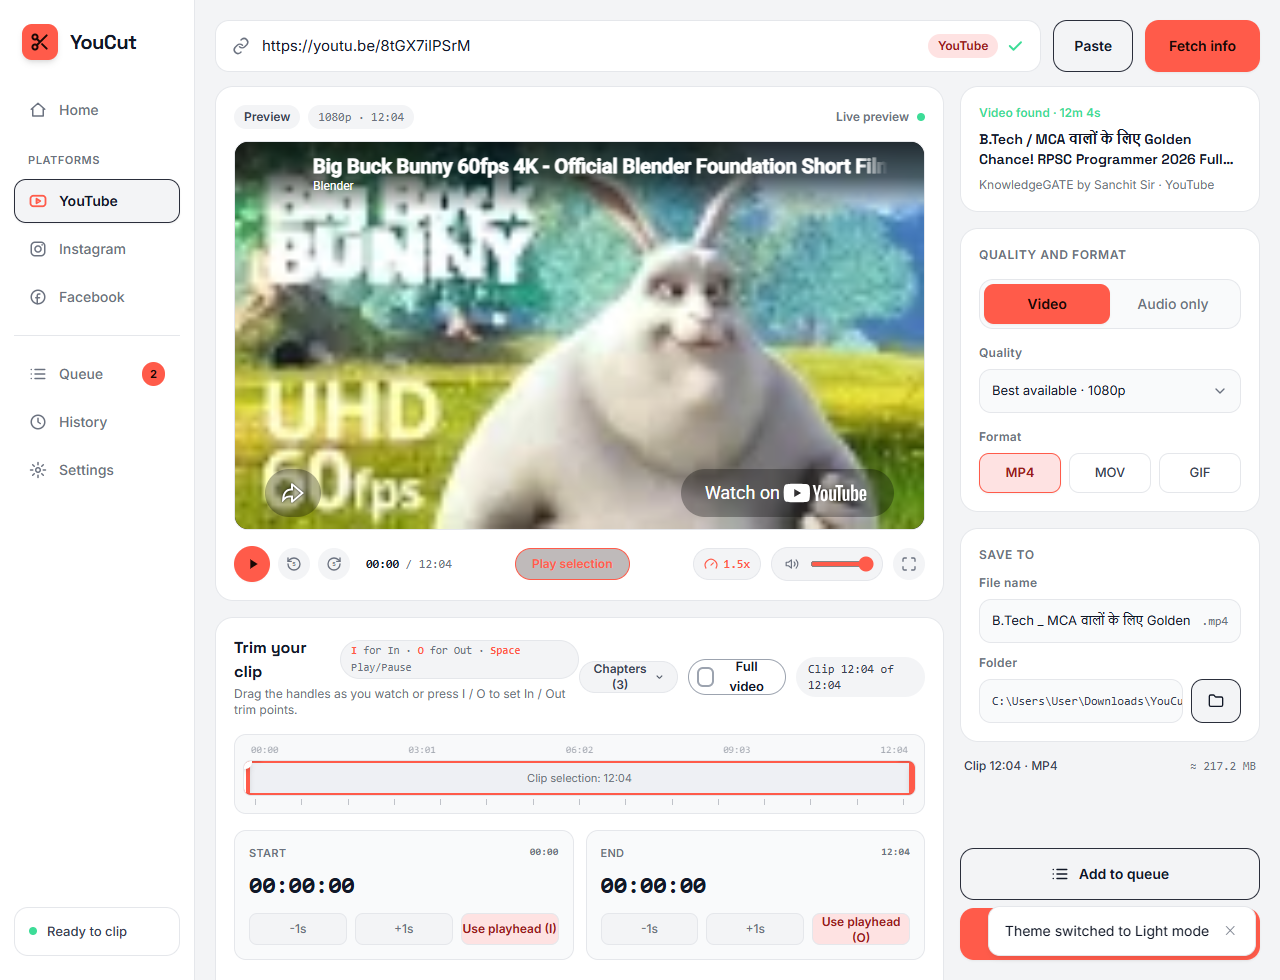 YouCut
Home
PLATFORMS
YouTube
Instagram
Facebook
Queue 2
History
Settings
Ready to clip
https://youtu.be/8tGX7ilPSrM YouTube
Paste
Fetch info
Preview 1080p · 12:04 Live preview
Big Buck Bunny 60fps 4K - Official Blender Foundation Short Film
Blender
Big Buck
BUNNY
UHD
60fps
Watch on YouTube
00:00 / 12:04
Play selection
1.5x
Trim your
clip
I for In · O for Out · Space
Play/Pause
Drag the handles as you watch or press I / O to set In / Out
trim points.
Chapters
(3)
Full
video
Clip 12:04 of
12:04
00:00 03:01 06:02 09:03 12:04
Clip selection: 12:04
START 00:00
00:00:00
-1s +1s Use playhead (I)
END 12:04
00:00:00
-1s +1s Use playhead
(O)
Video found · 12m 4s
B.Tech / MCA वालों के लिए Golden
Chance! RPSC Programmer 2026 Full...
KnowledgeGATE by Sanchit Sir · YouTube
QUALITY AND FORMAT
Video Audio only
Quality
Best available · 1080p
Format
MP4 MOV GIF
SAVE TO
File name
B.Tech _ MCA वालों के लिए Golden .mp4
Folder
C:\Users\User\Downloads\YouCu
Clip 12:04 · MP4 ≈ 217.2 MB
Add to queue
Theme switched to Light mode